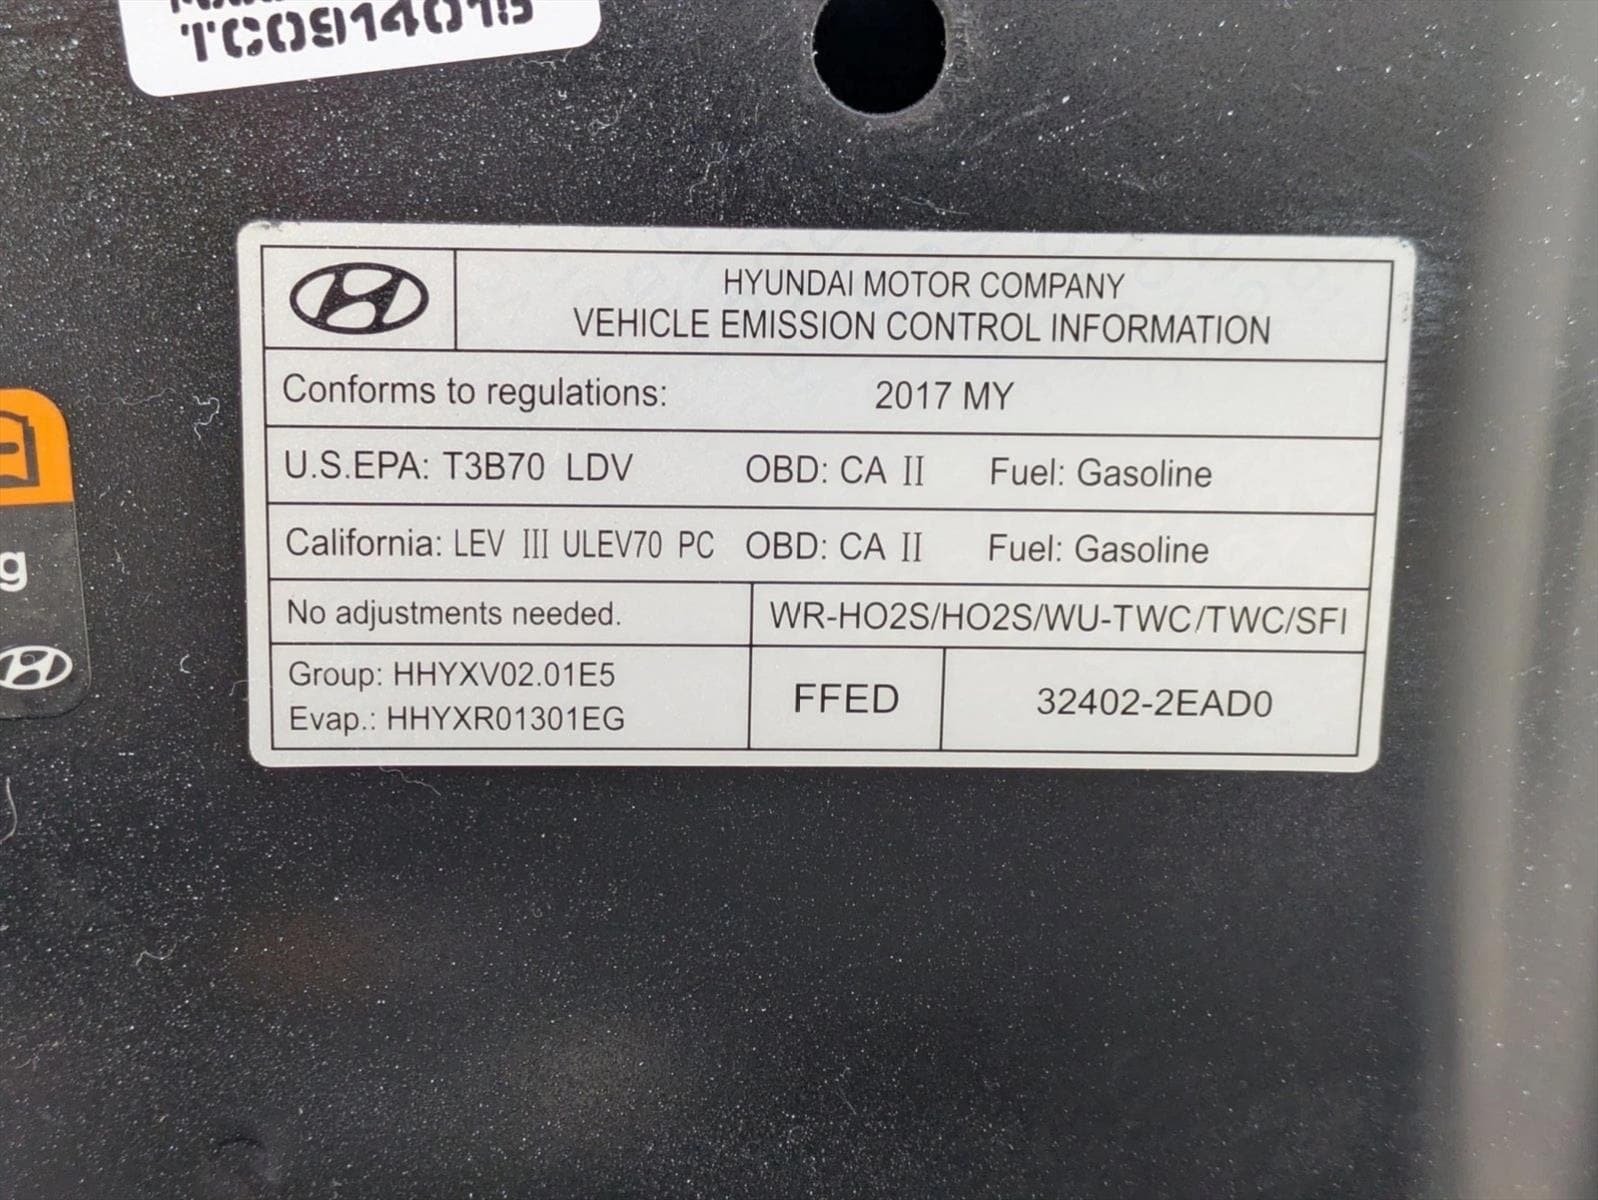 TC0914015
HYUNDAI MOTOR COMPANY
VEHICLE EMISSION CONTROL INFORMATION
Conforms to regulations: 2017 MY
U.S.EPA: T3B70 LDV OBD: CA II Fuel: Gasoline
California: LEV III ULEV70 PC OBD: CA II Fuel: Gasoline
No adjustments needed. WR-HO2S/HO2S/WU-TWC/TWC/SFI
Group: HHYXV02.01E5
Evap.: HHYXR01301EG
FFED 32402-2EAD0
g